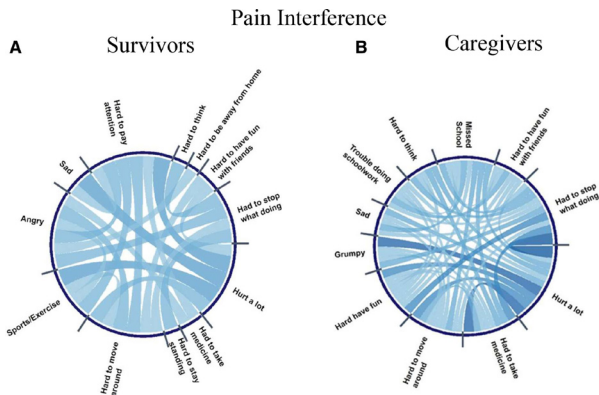 Pain Interference
A
Survivors
B
Caregivers
Hard to pay
attention
Hard to think
Hard to be away from home
Hard to have fun
with friends
Had to stop
what doing
Hurt a lot
Had to take
medicine
Hard to stay
standing
Hard to move
around
Sports/Exercise
Angry
Sad
Missed
School
Hard to have fun
with friends
Had to stop
what doing
Hurt a lot
Had to take
medicine
Hard to move
around
Hard have fun
Grumpy
Sad
Trouble doing
schoolwork
Hard to think